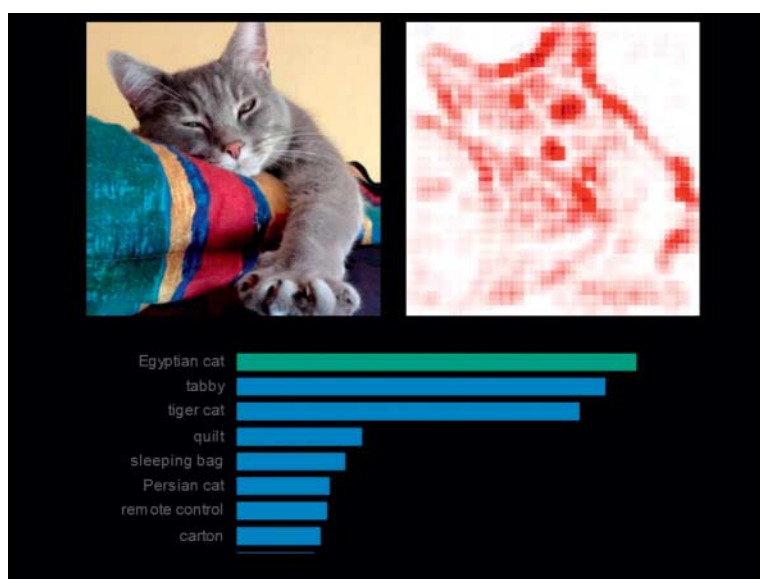 Egyptian cat
tabby
tiger cat
quilt
sleeping bag
Persian cat
remote control
carton